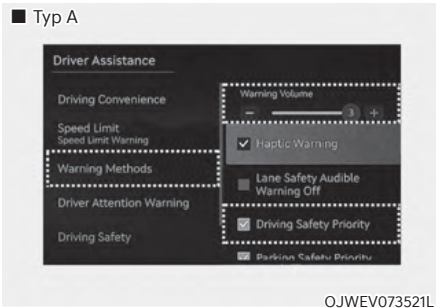 ■ Typ A
Driver Assistance
Driving Convenience
Speed Limit
Speed Limit Warning
Warning Methods
Driver Attention Warning
Driving Safety
Warning Volume
− 3 +
Haptic Warning
Lane Safety Audible
Warning Off
Driving Safety Priority
Parking Safety Priority
OJWEV073521L